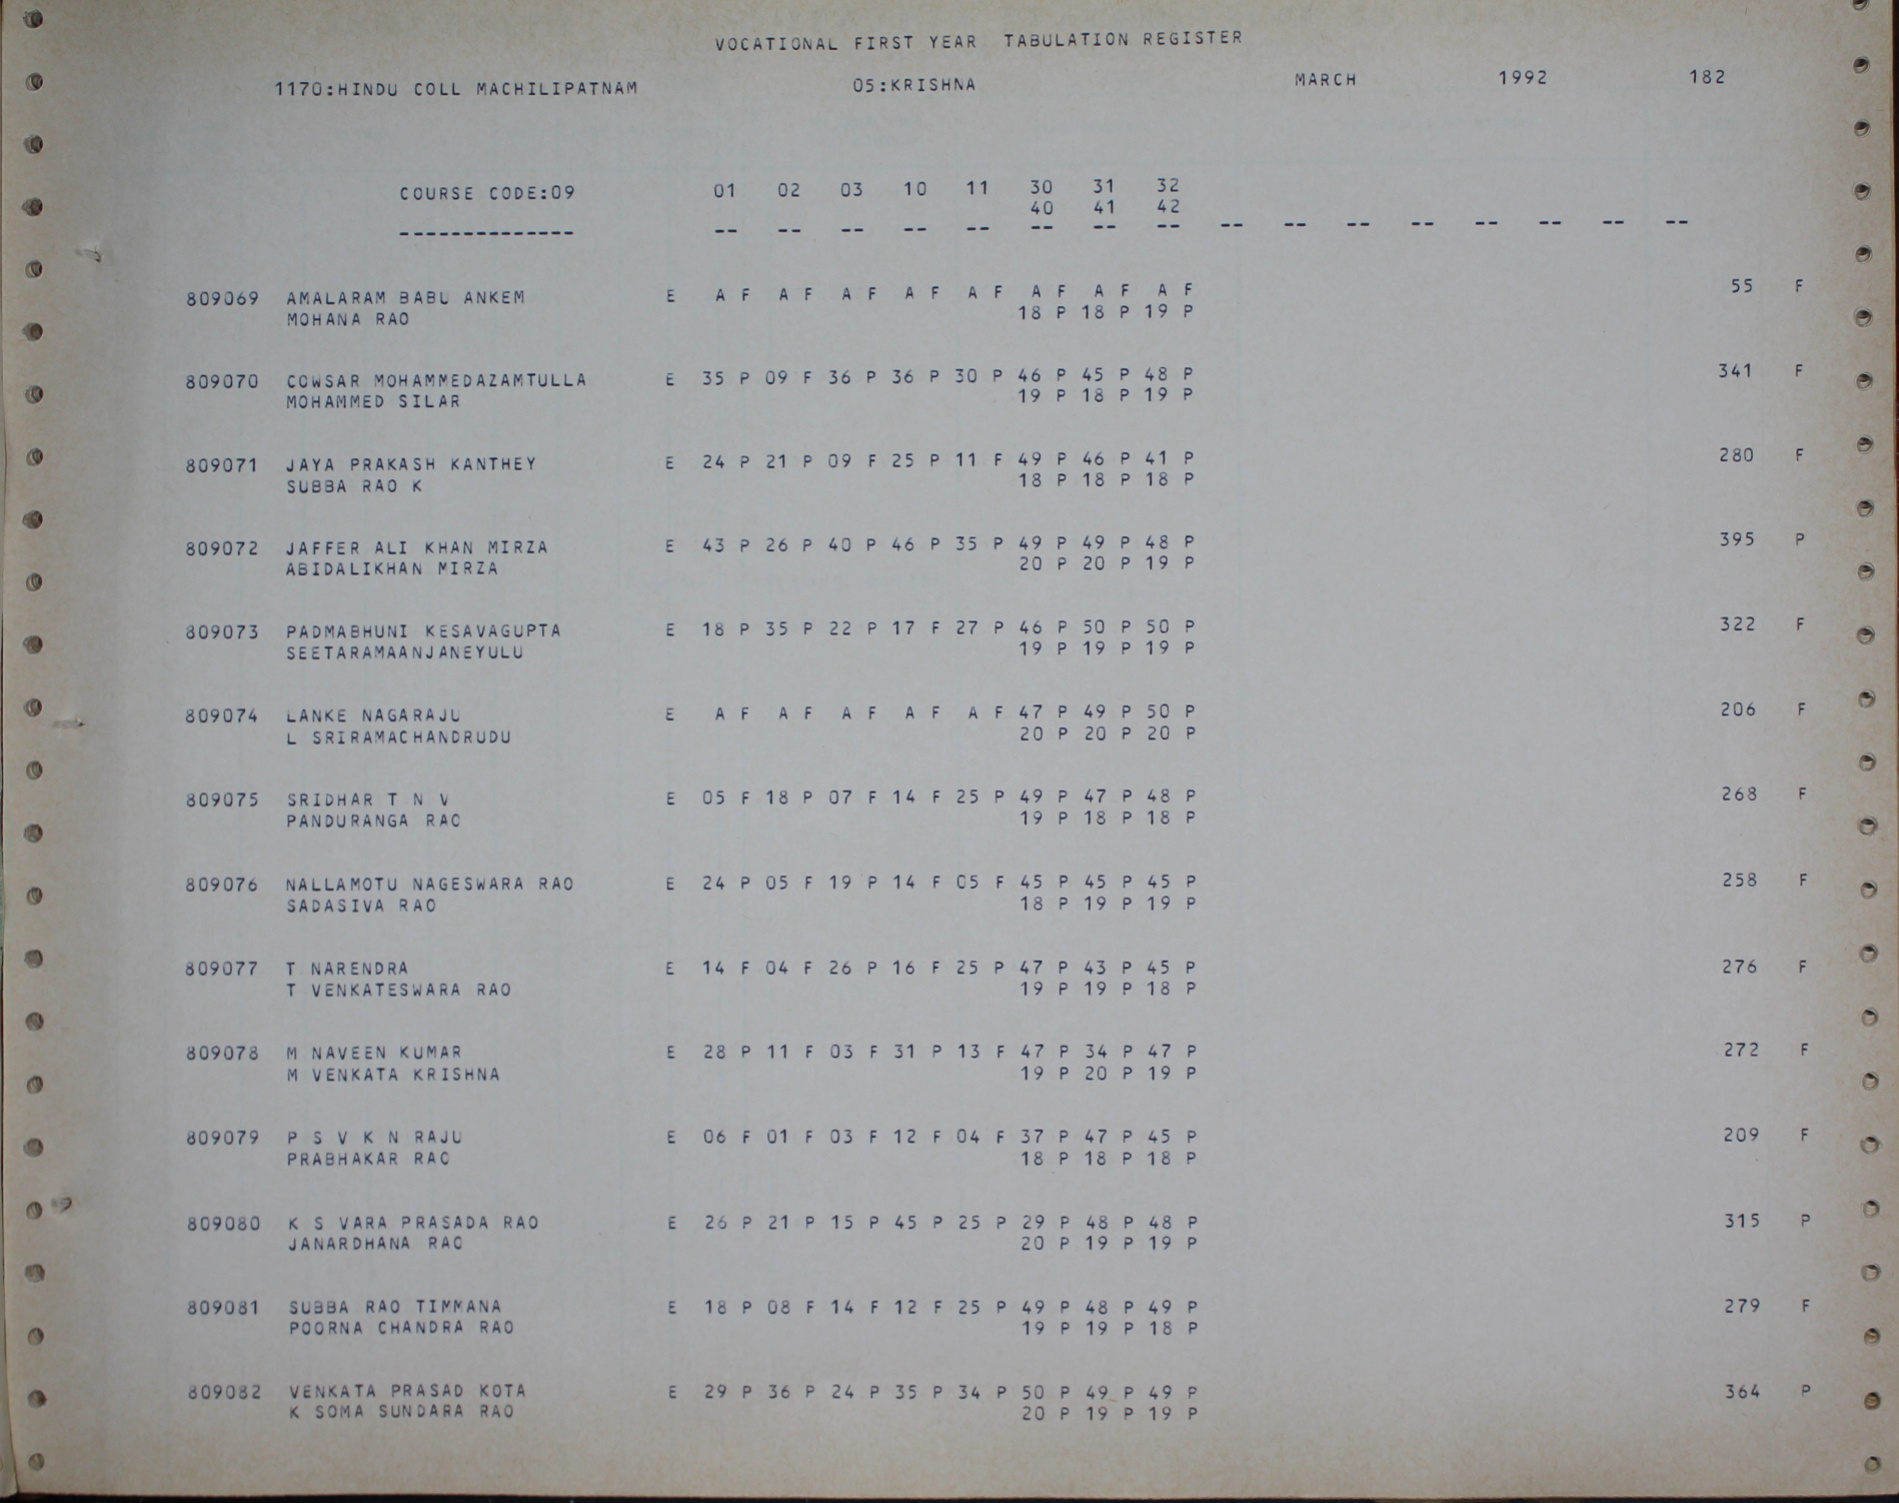 VOCATIONAL FIRST YEAR TABULATION REGISTER
1170:HINDU COLL MACHILIPATNAM 05:KRISHNA MARCH 1992 182
COURSE CODE:09 01 02 03 10 11 30 31 32
40 41 42
-------------- -- -- -- -- -- -- -- -- -- -- -- -- -- -- -- --
809069 AMALARAM BABU ANKEM E A F A F A F A F A F A F A F A F 55 F
MOHANA RAO 18 P 18 P 19 P
809070 COWSAR MOHAMMEDAZAMTULLA E 35 P 09 F 36 P 36 P 30 P 46 P 45 P 48 P 341 F
MOHAMMED SILAR 19 P 18 P 19 P
809071 JAYA PRAKASH KANTHEY E 24 P 21 P 09 F 25 P 11 F 49 P 46 P 41 P 280 F
SUBBA RAO K 18 P 18 P 18 P
809072 JAFFER ALI KHAN MIRZA E 43 P 26 P 40 P 46 P 35 P 49 P 49 P 48 P 395 P
ABIDALIKHAN MIRZA 20 P 20 P 19 P
809073 PADMABHUNI KESAVAGUPTA E 18 P 35 P 22 P 17 F 27 P 46 P 50 P 50 P 322 F
SEETARAMAANJANEYULU 19 P 19 P 19 P
809074 LANKE NAGARAJU E A F A F A F A F A F 47 P 49 P 50 P 206 F
L SRIRAMACHANDRUDU 20 P 20 P 20 P
809075 SRIDHAR T N V E 05 F 18 P 07 F 14 F 25 P 49 P 47 P 48 P 268 F
PANDURANGA RAO 19 P 18 P 18 P
809076 NALLAMOTU NAGESWARA RAO E 24 P 05 F 19 P 14 F 05 F 45 P 45 P 45 P 258 F
SADASIVA RAO 18 P 19 P 19 P
809077 T NARENDRA E 14 F 04 F 26 P 16 F 25 P 47 P 43 P 45 P 276 F
T VENKATESWARA RAO 19 P 19 P 18 P
809078 M NAVEEN KUMAR E 28 P 11 F 03 F 31 P 13 F 47 P 34 P 47 P 272 F
M VENKATA KRISHNA 19 P 20 P 19 P
809079 P S V K N RAJU E 06 F 01 F 03 F 12 F 04 F 37 P 47 P 45 P 209 F
PRABHAKAR RAO 18 P 18 P 18 P
809080 K S VARA PRASADA RAO E 26 P 21 P 15 P 45 P 25 P 29 P 48 P 48 P 315 P
JANARDHANA RAO 20 P 19 P 19 P
809081 SUBBA RAO TIMMANA E 18 P 08 F 14 F 12 F 25 P 49 P 48 P 49 P 279 F
POORNA CHANDRA RAO 19 P 19 P 18 P
809082 VENKATA PRASAD KOTA E 29 P 36 P 24 P 35 P 34 P 50 P 49 P 49 P 364 P
K SOMA SUNDARA RAO 20 P 19 P 19 P